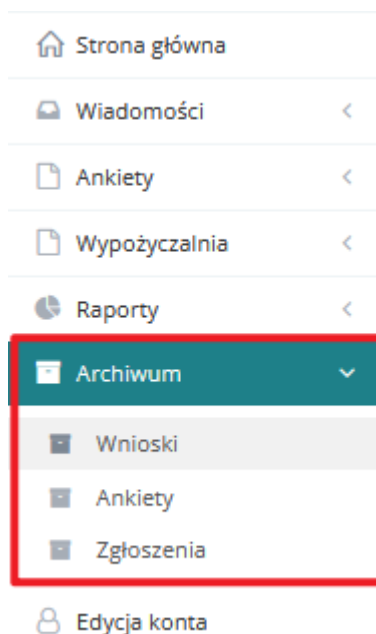 Strona główna
Wiadomości
Ankiety
Wypożyczalnia
Raporty
Archiwum
Wnioski
Ankiety
Zgłoszenia
Edycja konta